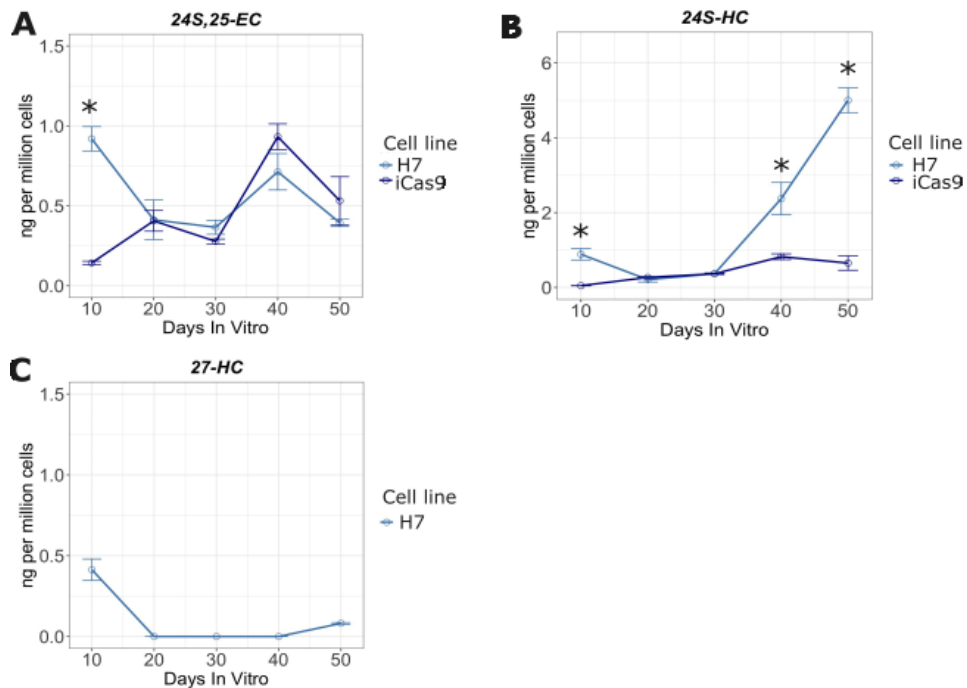 A
24S,25-EC
1.5
1.0
0.5
0.0
ng per million cells
*
10 20 30 40 50
Days In Vitro
Cell line
H7
iCas9
B
24S-HC
6
4
2
0
ng per million cells
*
*
*
10 20 30 40 50
Days In Vitro
Cell line
H7
iCas9
C
27-HC
1.5
1.0
0.5
0.0
ng per million cells
10 20 30 40 50
Days In Vitro
Cell line
H7